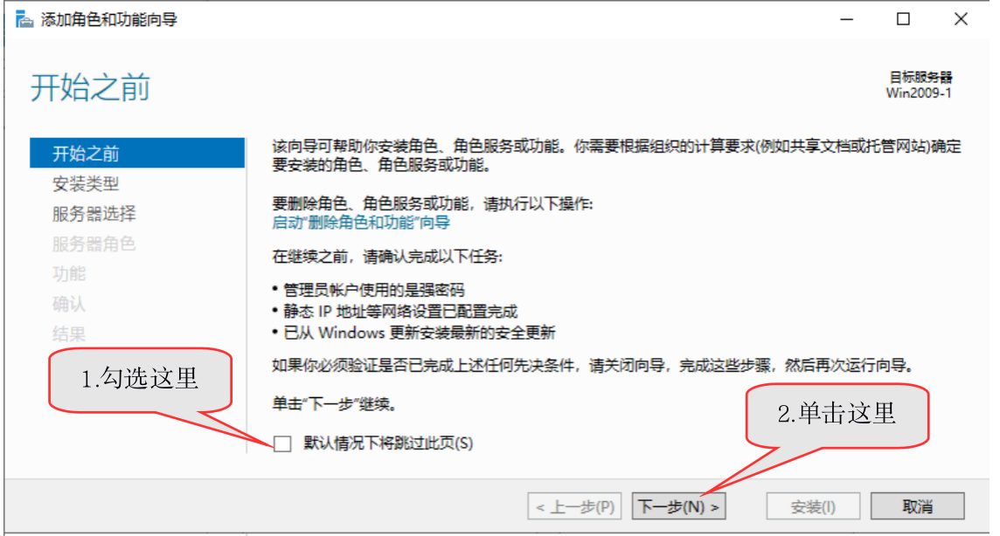 添加角色和功能向导
开始之前
目标服务器
Win2009-1
开始之前
安装类型
服务器选择
服务器角色
功能
确认
结果
该向导可帮助你安装角色、角色服务或功能。你需要根据组织的计算要求(例如共享文档或托管网站)确定
要安装的角色、角色服务或功能。
要删除角色、角色服务或功能，请执行以下操作:
启动“删除角色和功能”向导
在继续之前，请确认完成以下任务:
• 管理员帐户使用的是强密码
• 静态 IP 地址等网络设置已配置完成
• 已从 Windows 更新安装最新的安全更新
如果你必须验证是否已完成上述任何先决条件，请关闭向导，完成这些步骤，然后再次运行向导。
单击“下一步”继续。
1.勾选这里
默认情况下将跳过此页(S)
2.单击这里
< 上一步(P)
下一步(N) >
安装(I)
取消